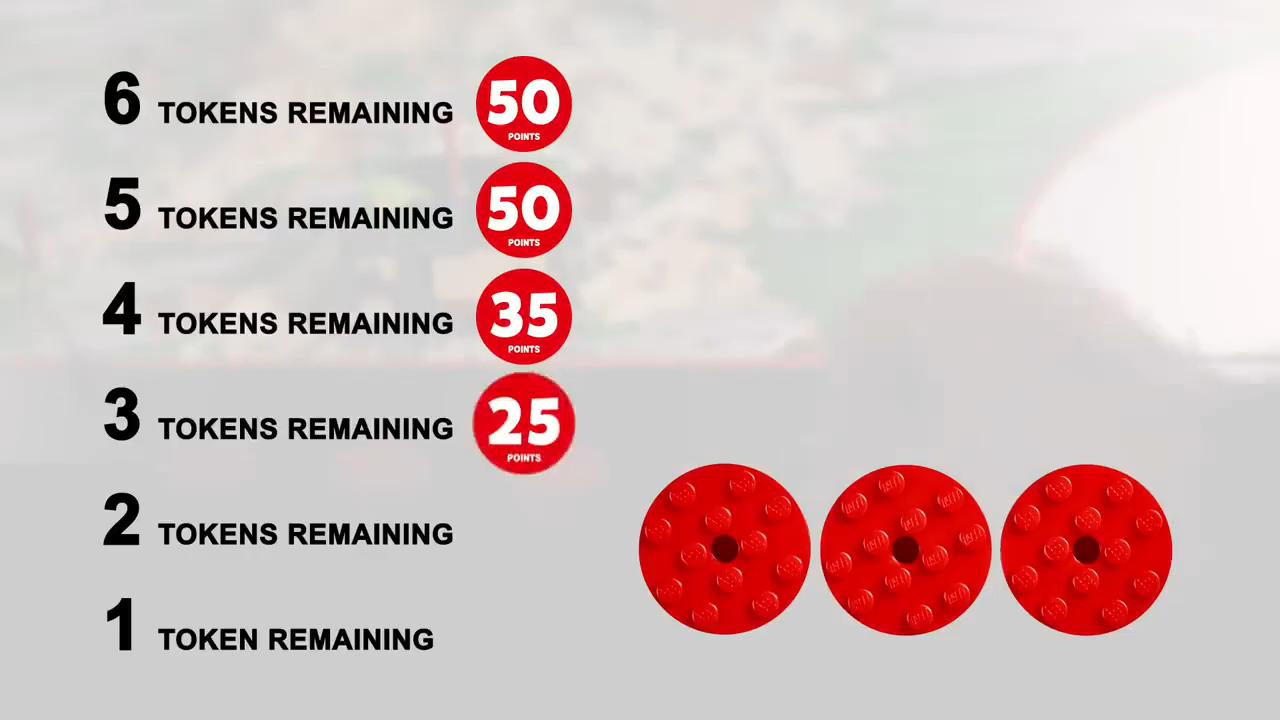 6 TOKENS REMAINING 50 POINTS
5 TOKENS REMAINING 50 POINTS
4 TOKENS REMAINING 35 POINTS
3 TOKENS REMAINING 25 POINTS
2 TOKENS REMAINING
1 TOKEN REMAINING